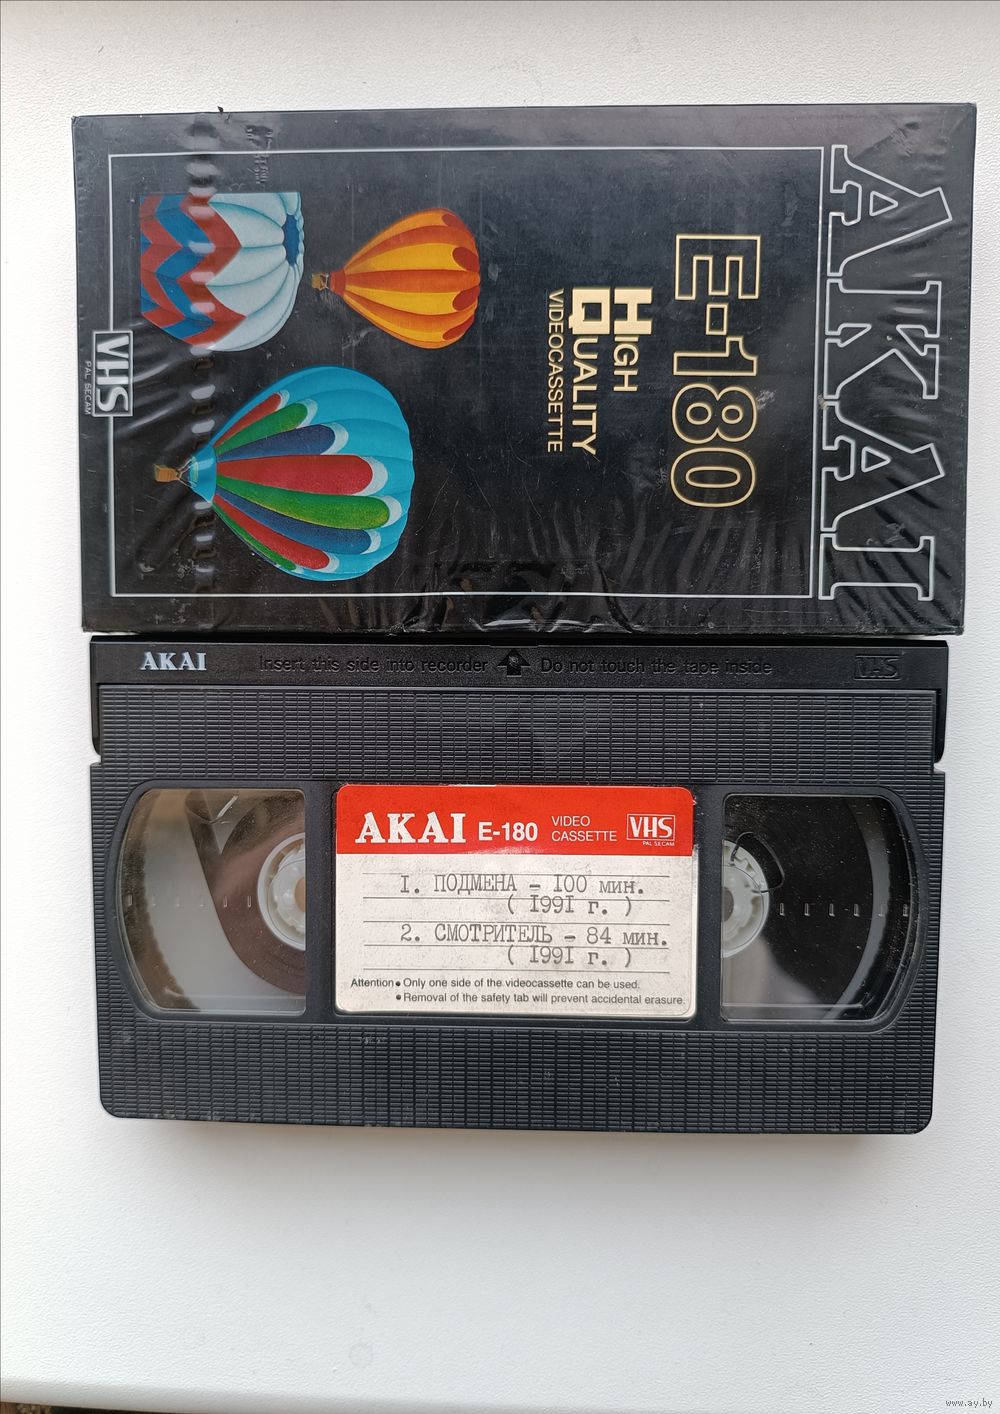 AKAI
E-180
HIGH
QUALITY
VIDEOCASSETTE
VHS
PAL SECAM
AKAI Insert this side into recorder Do not touch the tape inside VHS
AKAI E-180 VIDEO CASSETTE VHS
PAL SECAM
1. ПОДМЕНА - 100 мин.
( 1991 г. )
2. СМОТРИТЕЛЬ - 84 мин.
( 1991 г. )
Attention ● Only one side of the videocassette can be used.
● Removal of the safety tab will prevent accidental erasure.
www.ay.by